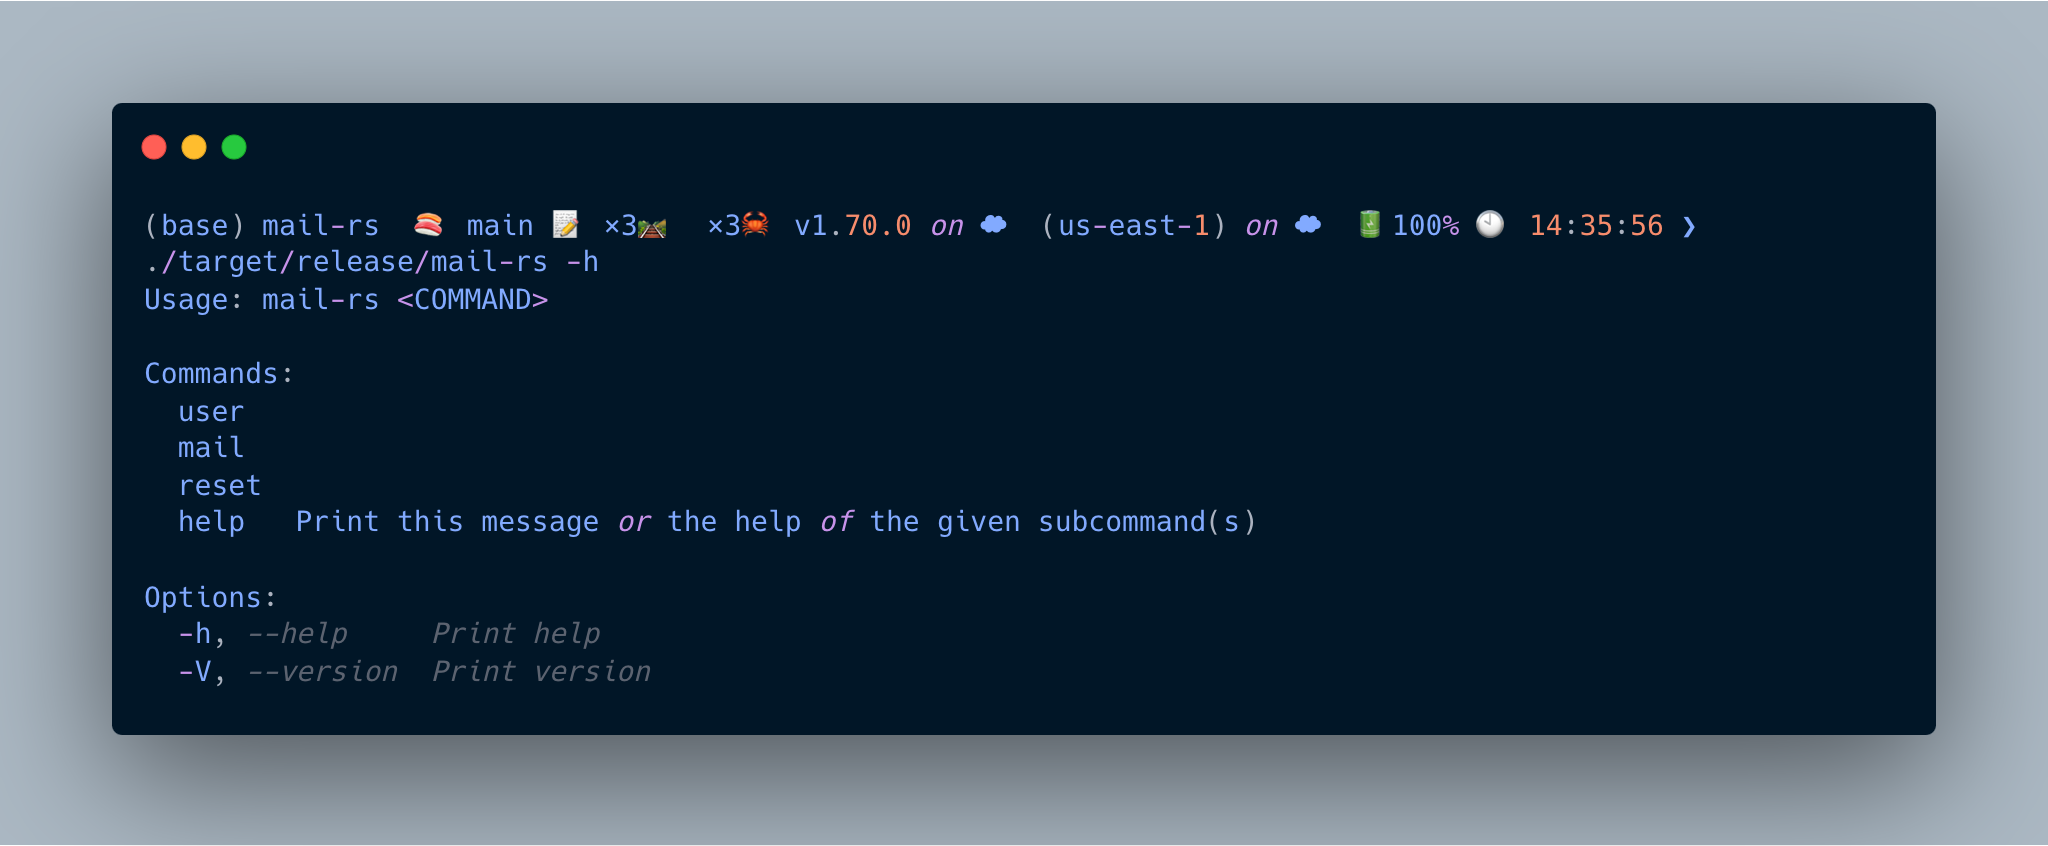 (base) mail-rs 🍣 main 📝 ×3🛤️ ×3🦀 v1.70.0 on ☁️ (us-east-1) on ☁️ 🔋100% 🕙 14:35:56 ❯
./target/release/mail-rs -h
Usage: mail-rs <COMMAND>

Commands:
  user
  mail
  reset
  help   Print this message or the help of the given subcommand(s)

Options:
  -h, --help     Print help
  -V, --version  Print version